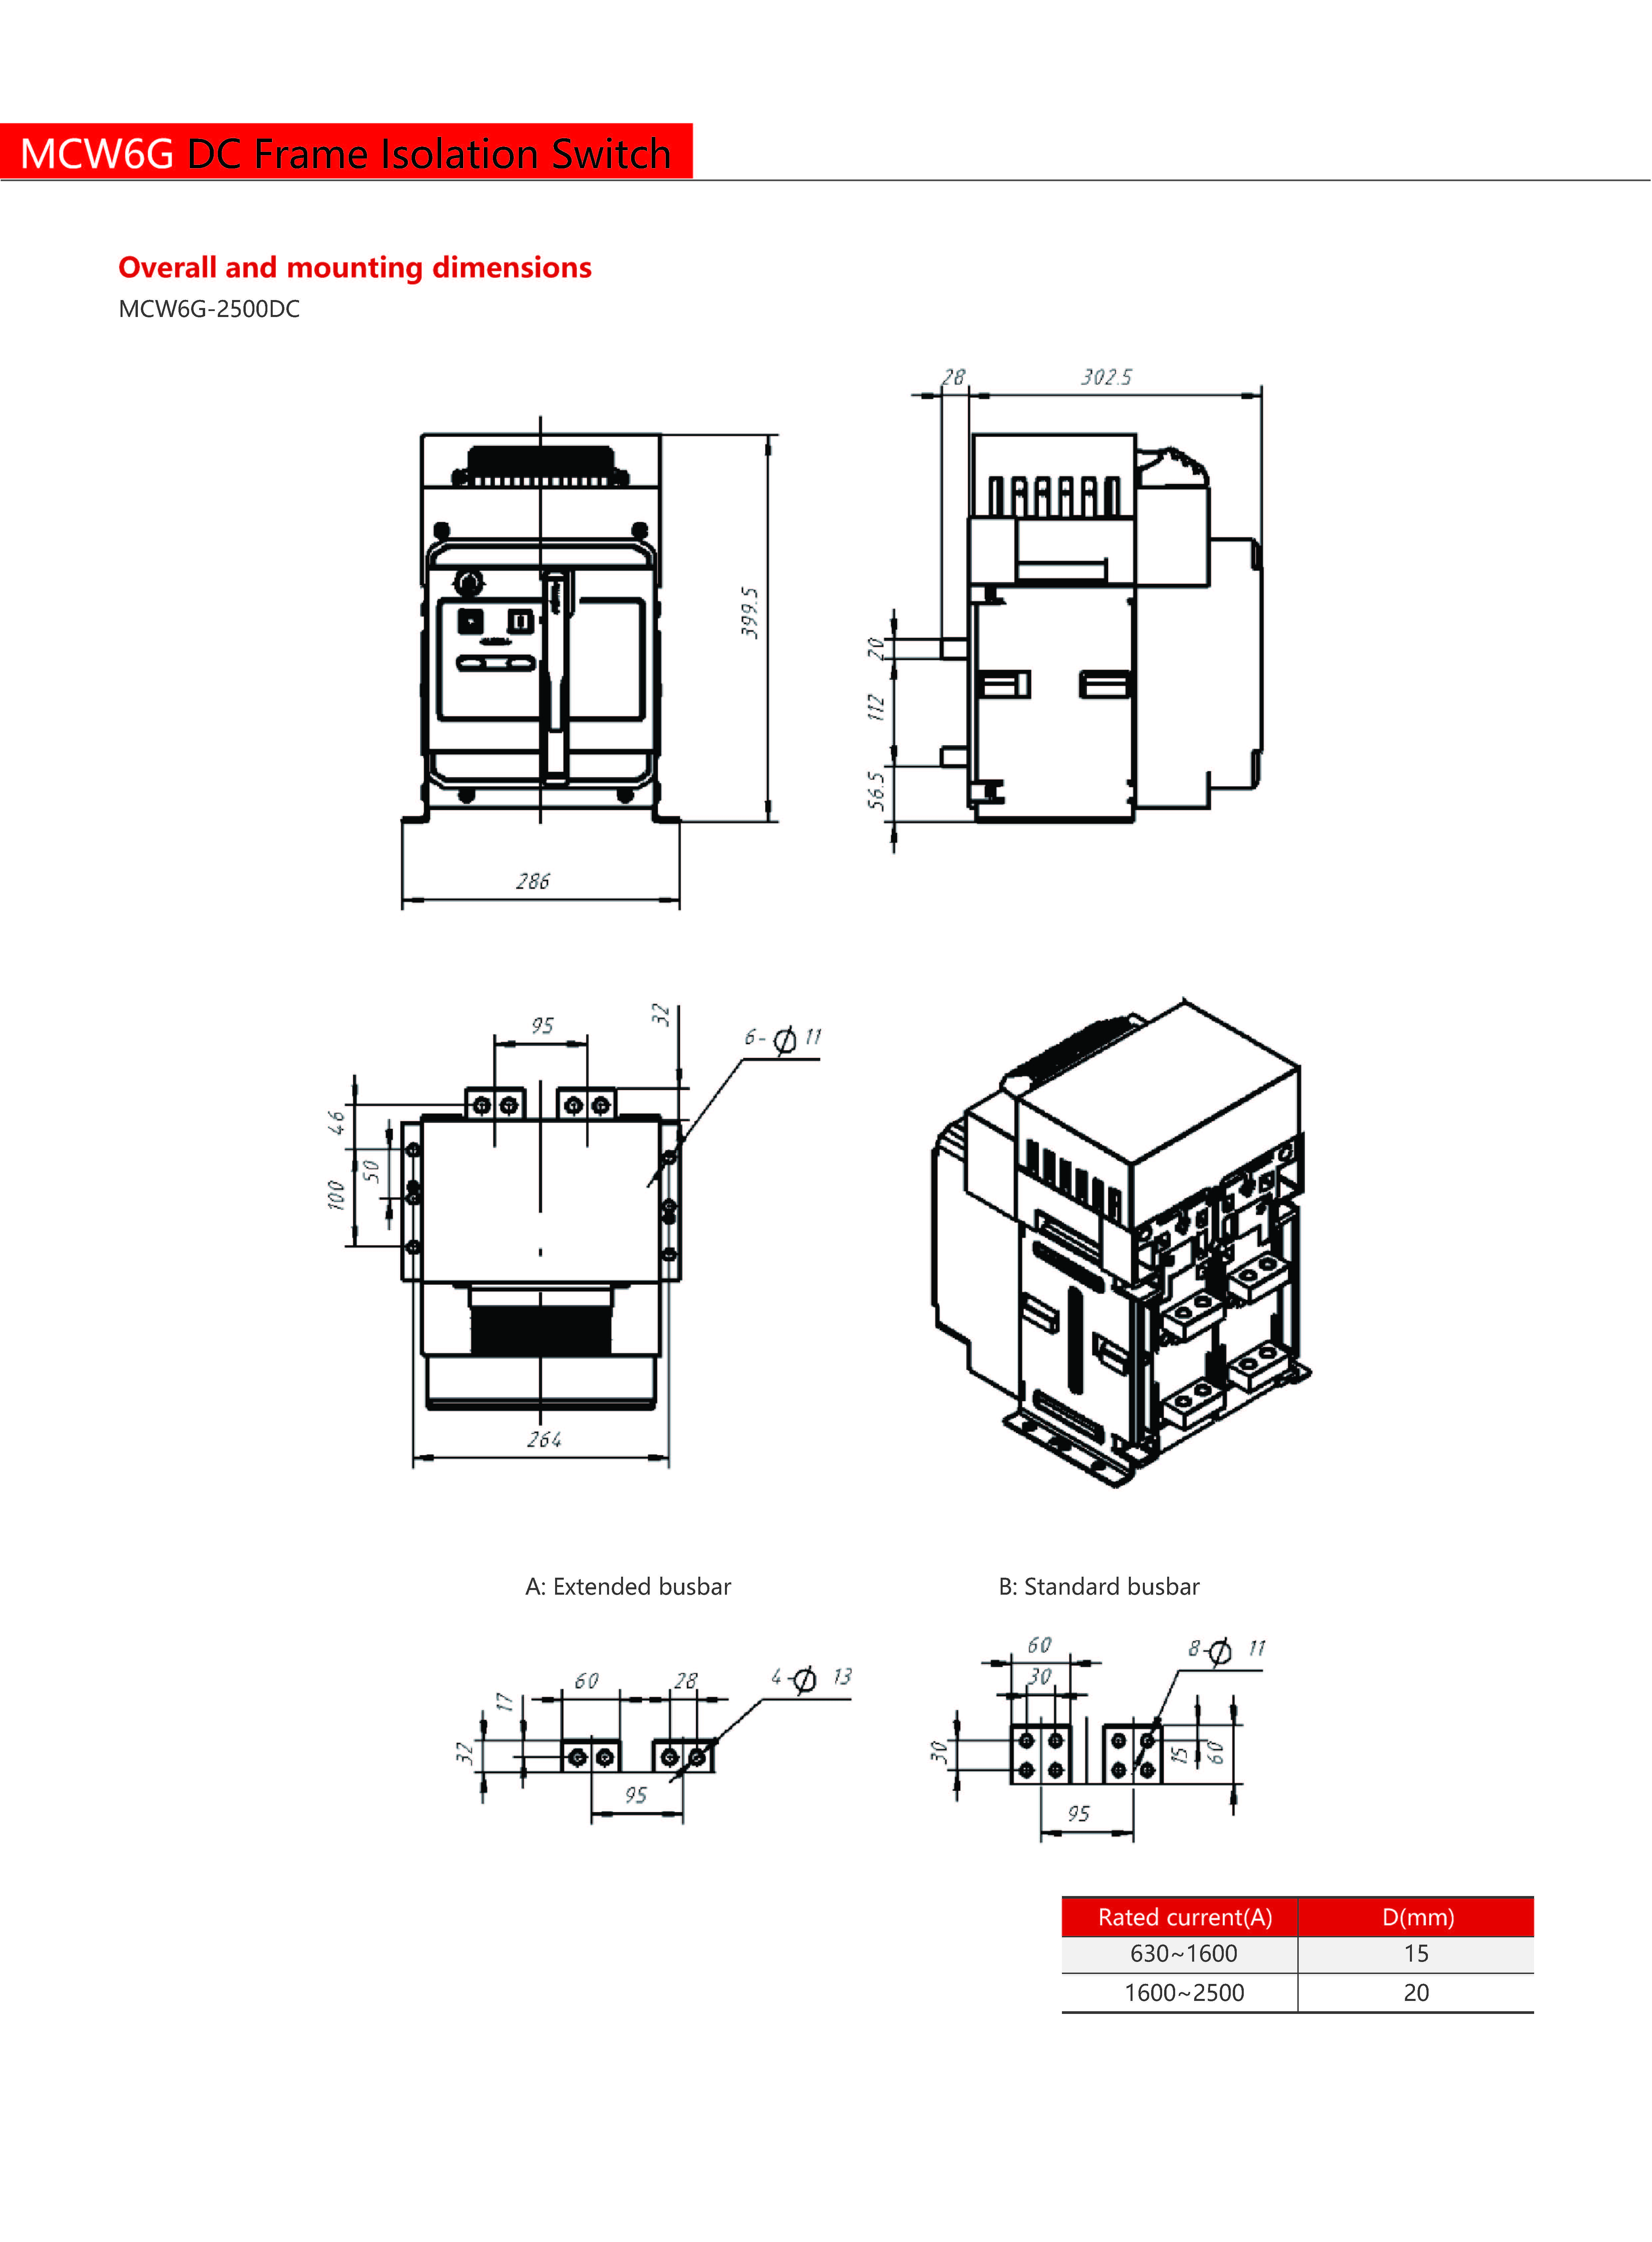 MCW6G DC Frame Isolation Switch
Overall and mounting dimensions
MCW6G-2500DC
28 302.5
399.5
20
112
56.5
286
95
32
6-Ø 11
46
50
100
264
A: Extended busbar
B: Standard busbar
60 28 4-Ø 13
17
32
95
60
30
8-Ø 11
30
15
60
95
Rated current(A) D(mm)
630~1600 15
1600~2500 20